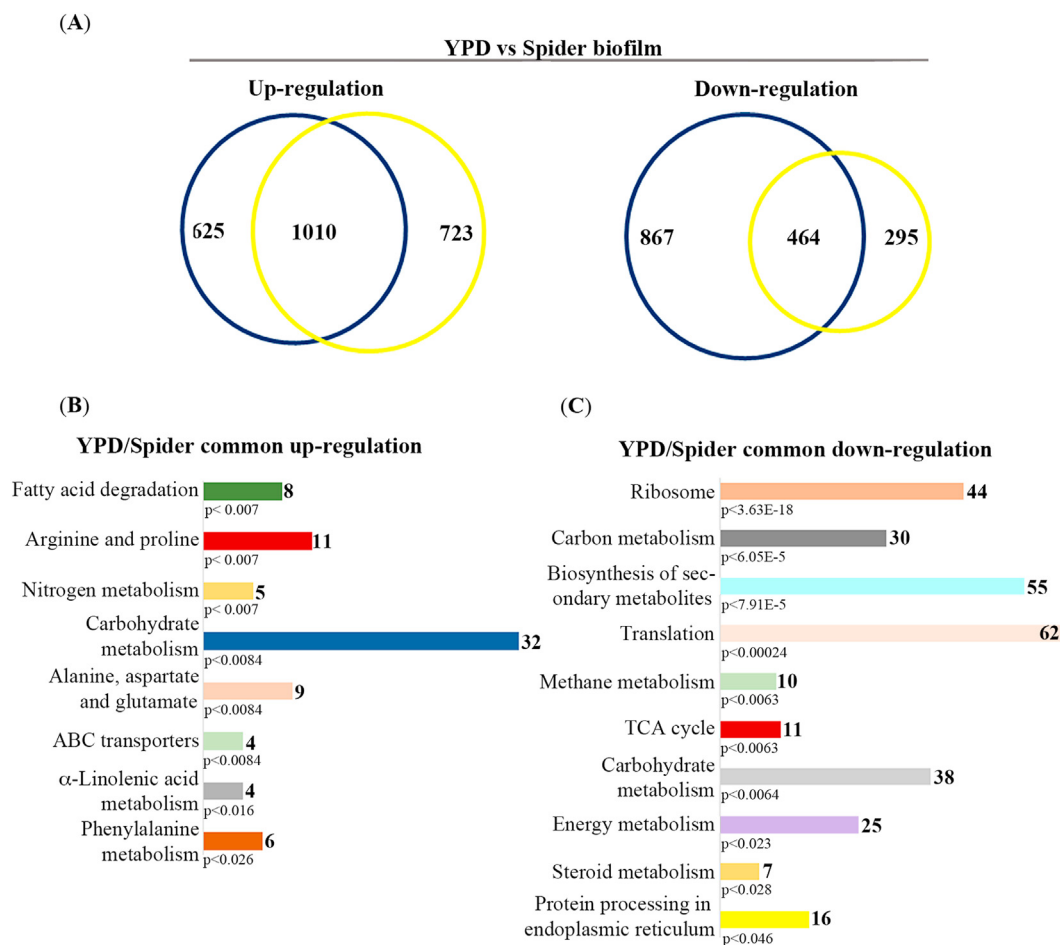 (A)
YPD vs Spider biofilm
Up-regulation
Down-regulation
625
1010
723
867
464
295
(B)
YPD/Spider common up-regulation
Fatty acid degradation
8
p< 0.007
Arginine and proline
11
p< 0.007
Nitrogen metabolism
5
p< 0.007
Carbohydrate
metabolism
32
p<0.0084
Alanine, aspartate
and glutamate
9
p<0.0084
ABC transporters
4
p<0.0084
α-Linolenic acid
metabolism
4
p<0.016
Phenylalanine
metabolism
6
p<0.026
(C)
YPD/Spider common down-regulation
Ribosome
44
p<3.63E-18
Carbon metabolism
30
p<6.05E-5
Biosynthesis of sec-
ondary metabolites
55
p<7.91E-5
Translation
62
p<0.00024
Methane metabolism
10
p<0.0063
TCA cycle
11
p<0.0063
Carbohydrate
metabolism
38
p<0.0064
Energy metabolism
25
p<0.023
Steroid metabolism
7
p<0.028
Protein processing in
endoplasmic reticulum
16
p<0.046